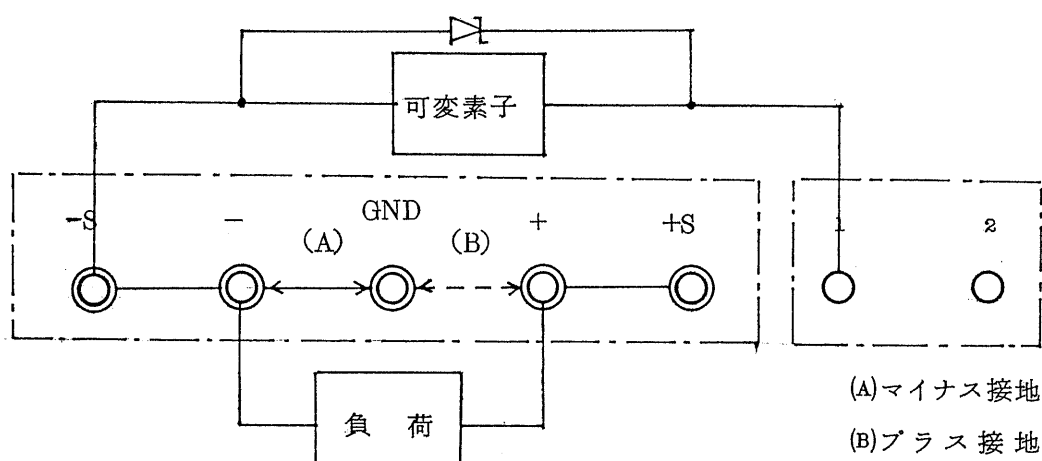 可変素子
-S − GND + +S 1 2
(A) (B)
(A)マイナス接地
負 荷
(B)プラス接地